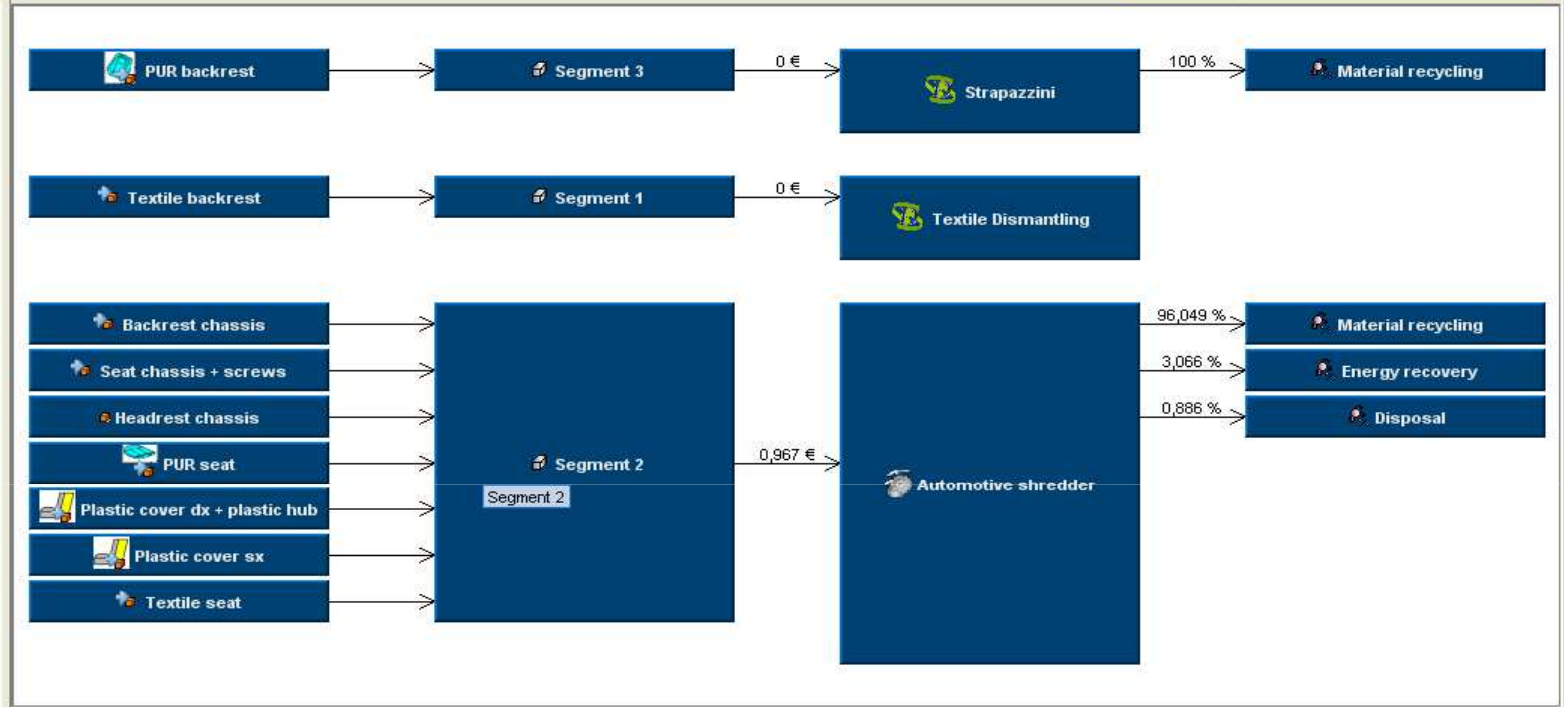 PUR backrest
Segment 3
0 €
Strapazzini
100 %
Material recycling
Textile backrest
Segment 1
0 €
Textile Dismantling
Backrest chassis
Seat chassis + screws
Headrest chassis
PUR seat
Plastic cover dx + plastic hub
Plastic cover sx
Textile seat
Segment 2
Segment 2
0,967 €
Automotive shredder
96,049 %
Material recycling
3,066 %
Energy recovery
0,886 %
Disposal